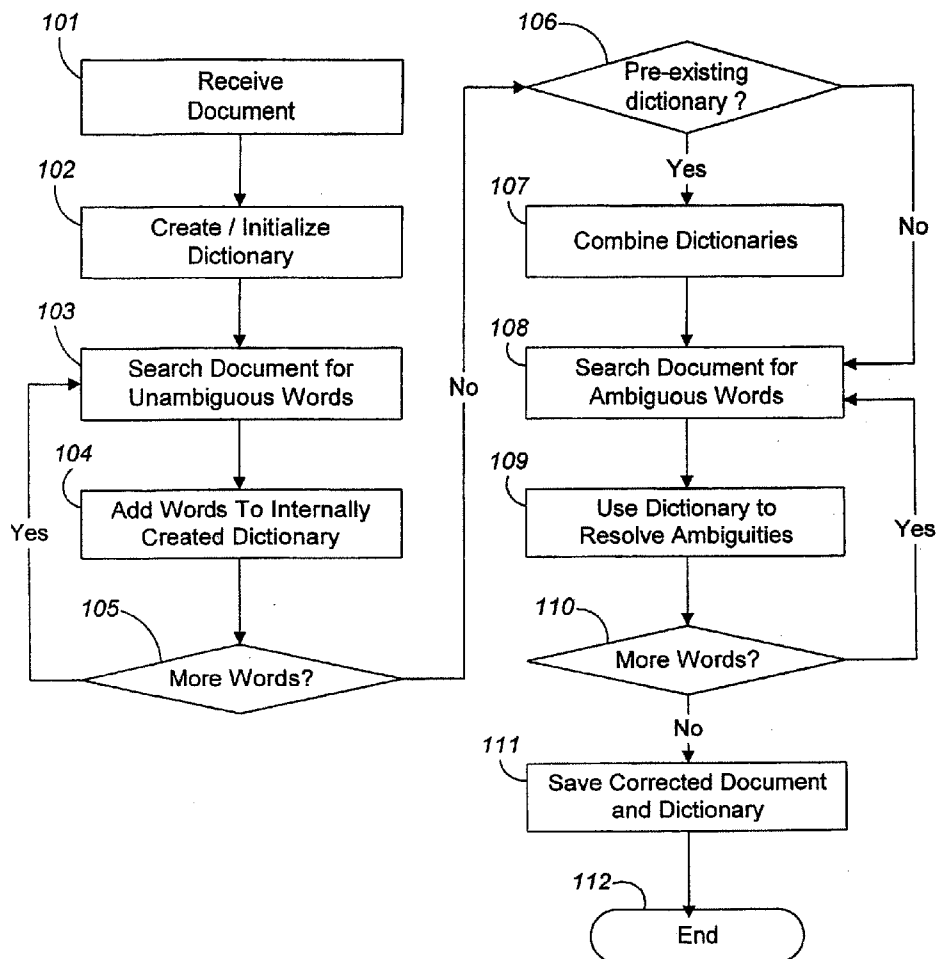 101
Receive
Document
102
Create / Initialize
Dictionary
103
Search Document for
Unambiguous Words
104
Add Words To Internally
Created Dictionary
Yes
105
More Words?
No
106
Pre-existing
dictionary ?
Yes
No
107
Combine Dictionaries
108
Search Document for
Ambiguous Words
109
Use Dictionary to
Resolve Ambiguities
Yes
110
More Words?
No
111
Save Corrected Document
and Dictionary
112
End